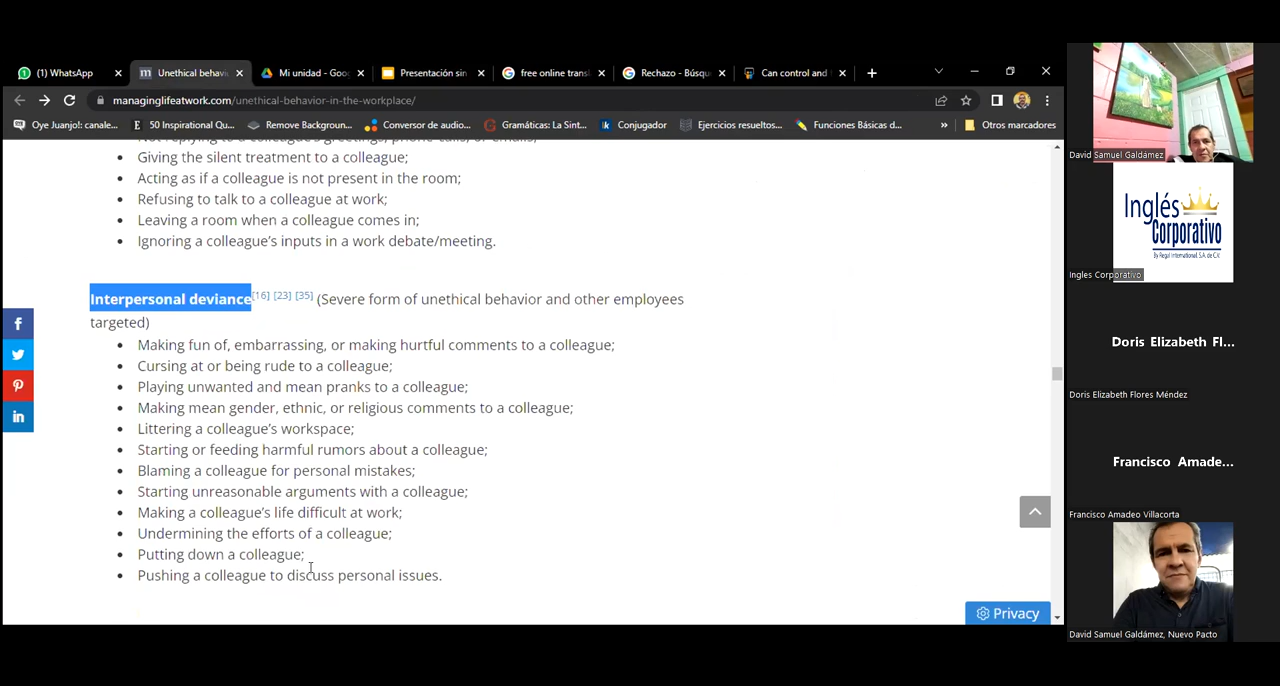 (1) WhatsApp
Unethical behavi
Mi unidad - Goo
Presentación sin
free online trans
Rechazo - Búsqu
Can control and
managinglifeatwork.com/unethical-behavior-in-the-workplace/
Oye Juanjo!: canale...
50 Inspirational Qu...
Remove Backgroun...
Conversor de audio...
Gramáticas: La Sint...
Conjugador
Ejercicios resueltos...
Funciones Básicas d...
»
Otros marcadores
• Giving the silent treatment to a colleague;
• Acting as if a colleague is not present in the room;
• Refusing to talk to a colleague at work;
• Leaving a room when a colleague comes in;
• Ignoring a colleague's inputs in a work debate/meeting.
Interpersonal deviance[16] [23] [35] (Severe form of unethical behavior and other employees
targeted)
• Making fun of, embarrassing, or making hurtful comments to a colleague;
• Cursing at or being rude to a colleague;
• Playing unwanted and mean pranks to a colleague;
• Making mean gender, ethnic, or religious comments to a colleague;
• Littering a colleague's workspace;
• Starting or feeding harmful rumors about a colleague;
• Blaming a colleague for personal mistakes;
• Starting unreasonable arguments with a colleague;
• Making a colleague's life difficult at work;
• Undermining the efforts of a colleague;
• Putting down a colleague;
• Pushing a colleague to discuss personal issues.
Privacy
David Samuel Galdámez
Inglés
Corporativo
By Regal International, S.A. de C.V.
Ingles Corporativo
Doris Elizabeth Fl...
Doris Elizabeth Flores Méndez
Francisco Amade...
Francisco Amadeo Villacorta
David Samuel Galdámez, Nuevo Pacto